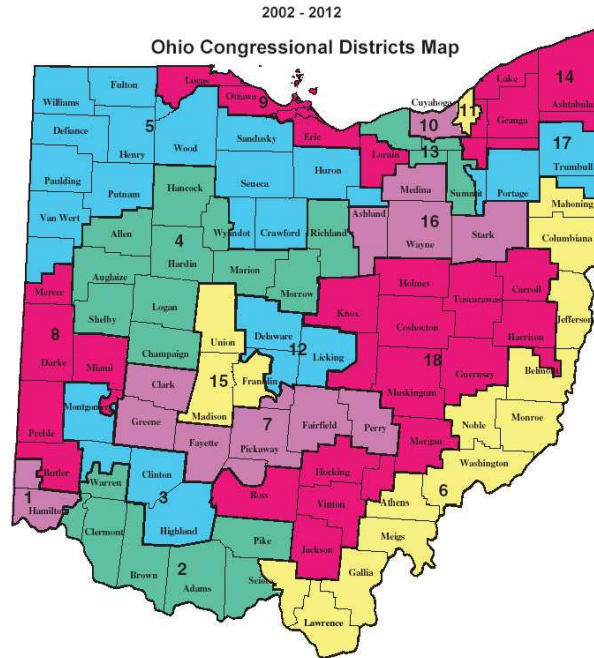 2002 - 2012
Ohio Congressional Districts Map
Williams
Fulton
Lucas
Ottawa
9
Cuyahoga
11
Lake
14
Ashtabula
Defiance
5
Henry
Wood
Sandusky
Erie
Lorain
10
13
Geauga
17
Trumbull
Paulding
Putnam
Hancock
Seneca
Huron
Medina
Summit
Portage
Mahoning
Van Wert
Allen
4
Wyandot
Crawford
Richland
Ashland
16
Wayne
Stark
Columbiana
Hardin
Marion
Auglaize
Mercer
Morrow
Holmes
Carroll
Tuscarawas
Jefferson
Logan
Shelby
Knox
Coshocton
Harrison
8
Darke
Union
Delaware
12
Licking
18
Guernsey
Belmont
Champaign
Miami
Clark
15
Franklin
Muskingum
Montgomery
Madison
7
Fairfield
Perry
Noble
Monroe
Preble
Greene
Fayette
Pickaway
Morgan
Washington
Butler
Warren
Clinton
Hocking
6
1
3
Ross
Vinton
Athens
Hamilton
Highland
Meigs
Clermont
Pike
Jackson
2
Brown
Adams
Gallia
Lawrence